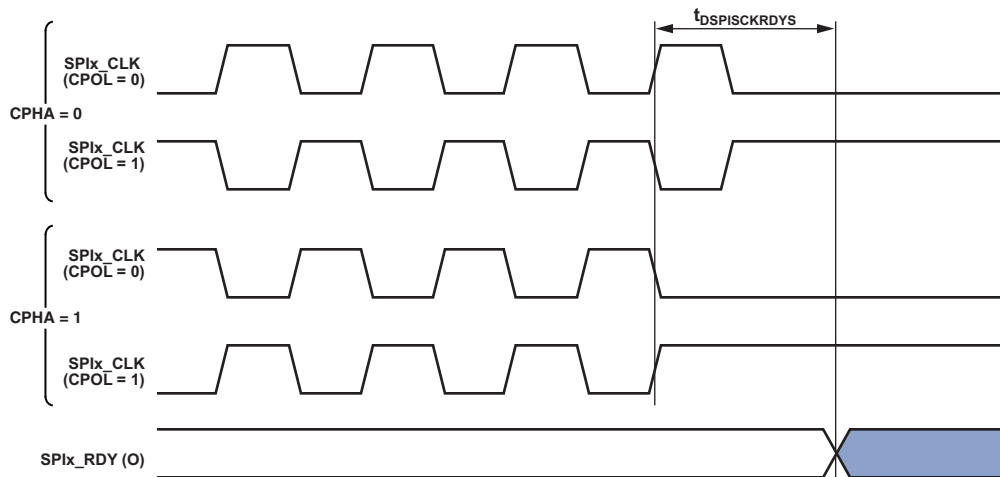 tDSPISCKRDYS
SPIx_CLK
(CPOL = 0)
CPHA = 0
SPIx_CLK
(CPOL = 1)
SPIx_CLK
(CPOL = 0)
CPHA = 1
SPIx_CLK
(CPOL = 1)
SPIx_RDY (O)